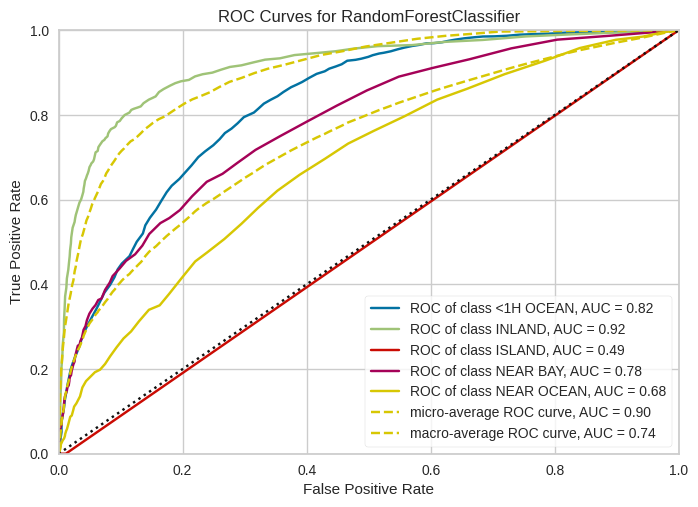 ROC Curves for RandomForestClassifier
1.0
0.8
0.6
0.4
0.2
0.0
True Positive Rate
ROC of class <1H OCEAN, AUC = 0.82
ROC of class INLAND, AUC = 0.92
ROC of class ISLAND, AUC = 0.49
ROC of class NEAR BAY, AUC = 0.78
ROC of class NEAR OCEAN, AUC = 0.68
micro-average ROC curve, AUC = 0.90
macro-average ROC curve, AUC = 0.74
0.0 0.2 0.4 0.6 0.8 1.0
False Positive Rate